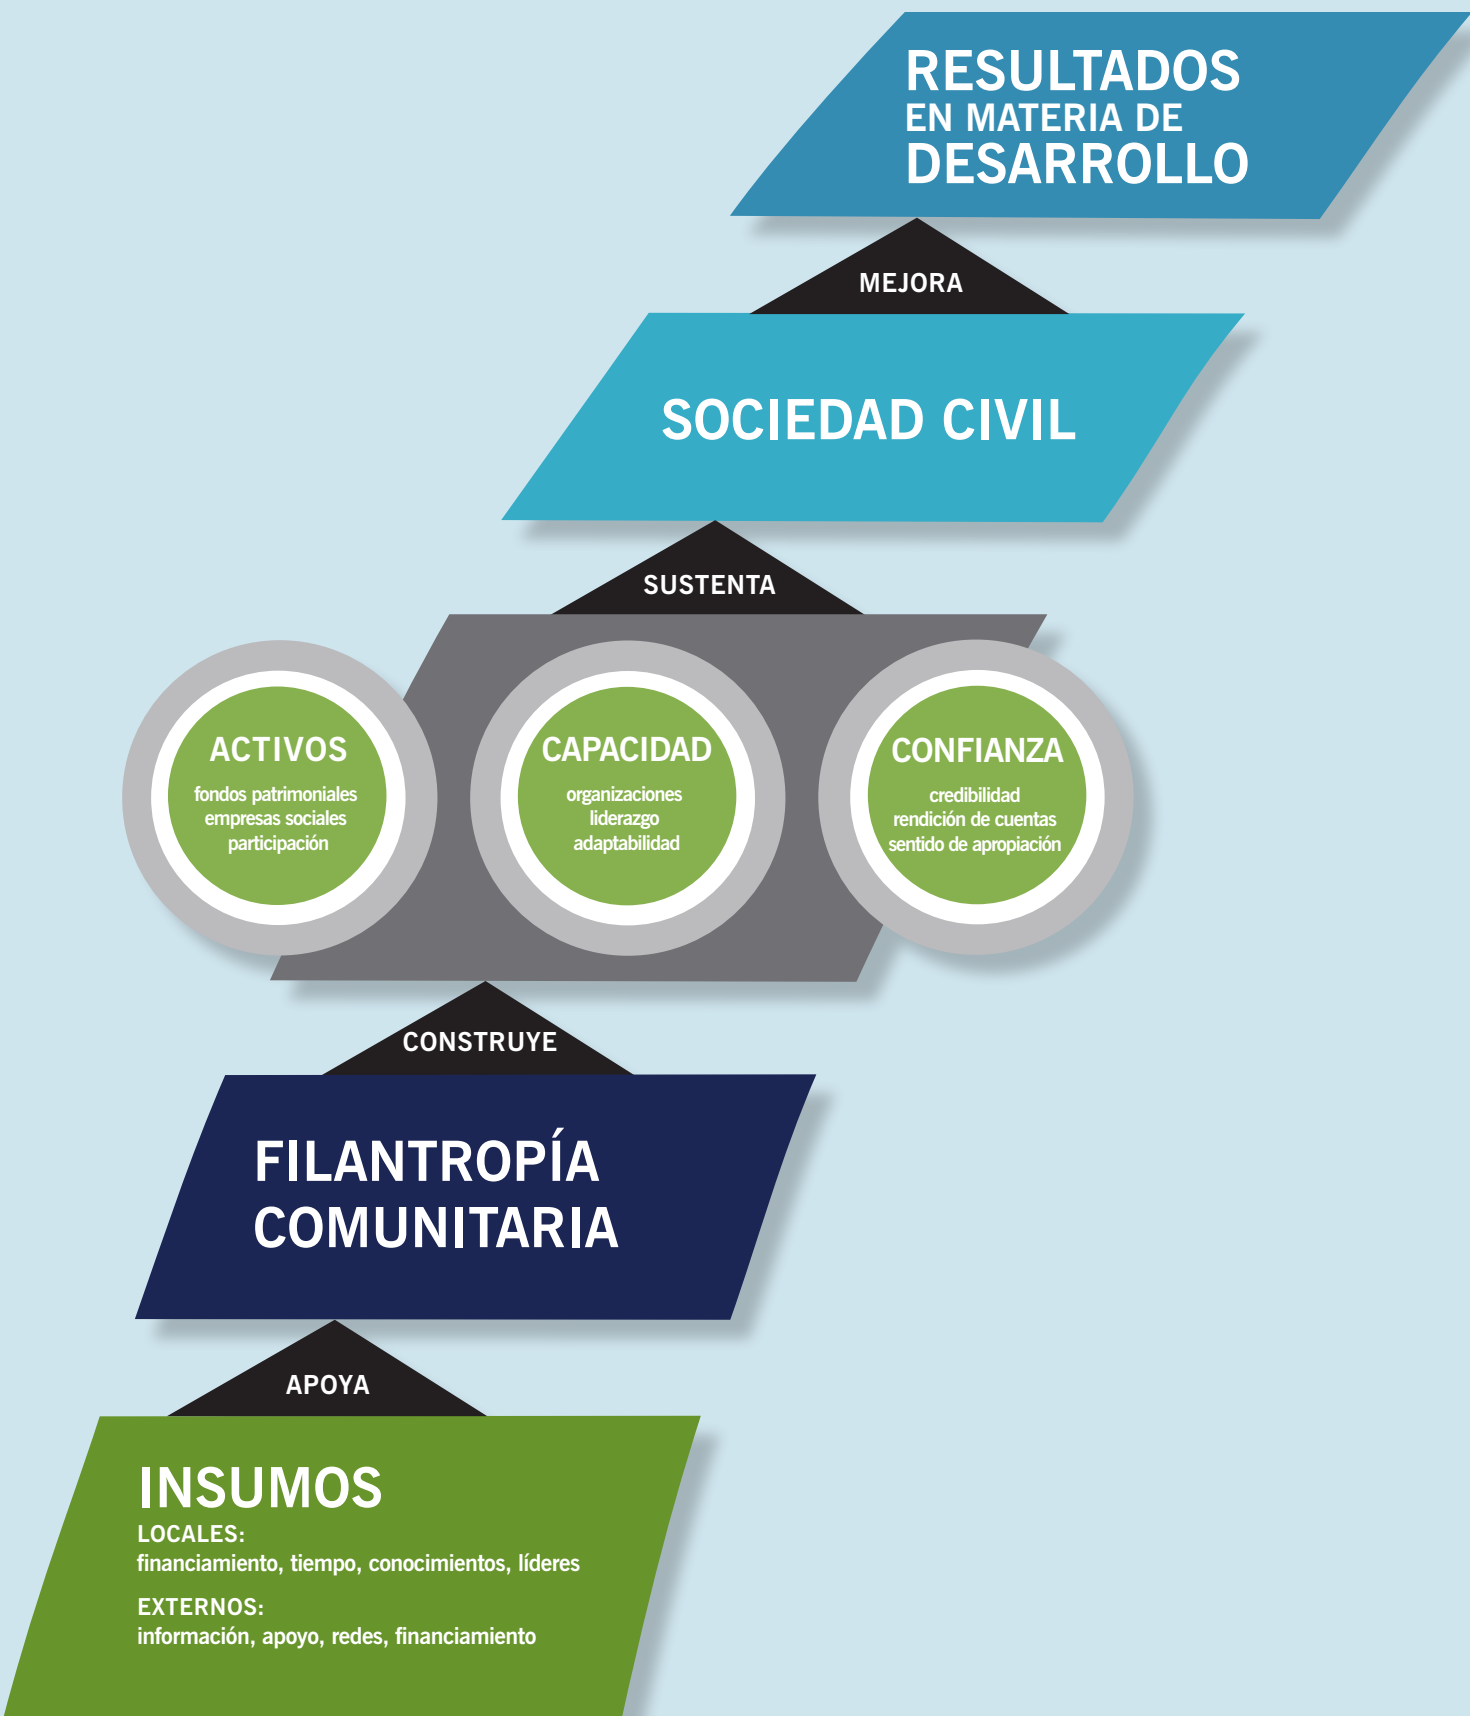 RESULTADOS
EN MATERIA DE
DESARROLLO
MEJORA
SOCIEDAD CIVIL
SUSTENTA
ACTIVOS
fondos patrimoniales
empresas sociales
participación
CAPACIDAD
organizaciones
liderazgo
adaptabilidad
CONFIANZA
credibilidad
rendición de cuentas
sentido de apropiación
CONSTRUYE
FILANTROPÍA
COMUNITARIA
APOYA
INSUMOS
LOCALES:
financiamiento, tiempo, conocimientos, líderes
EXTERNOS:
información, apoyo, redes, financiamiento